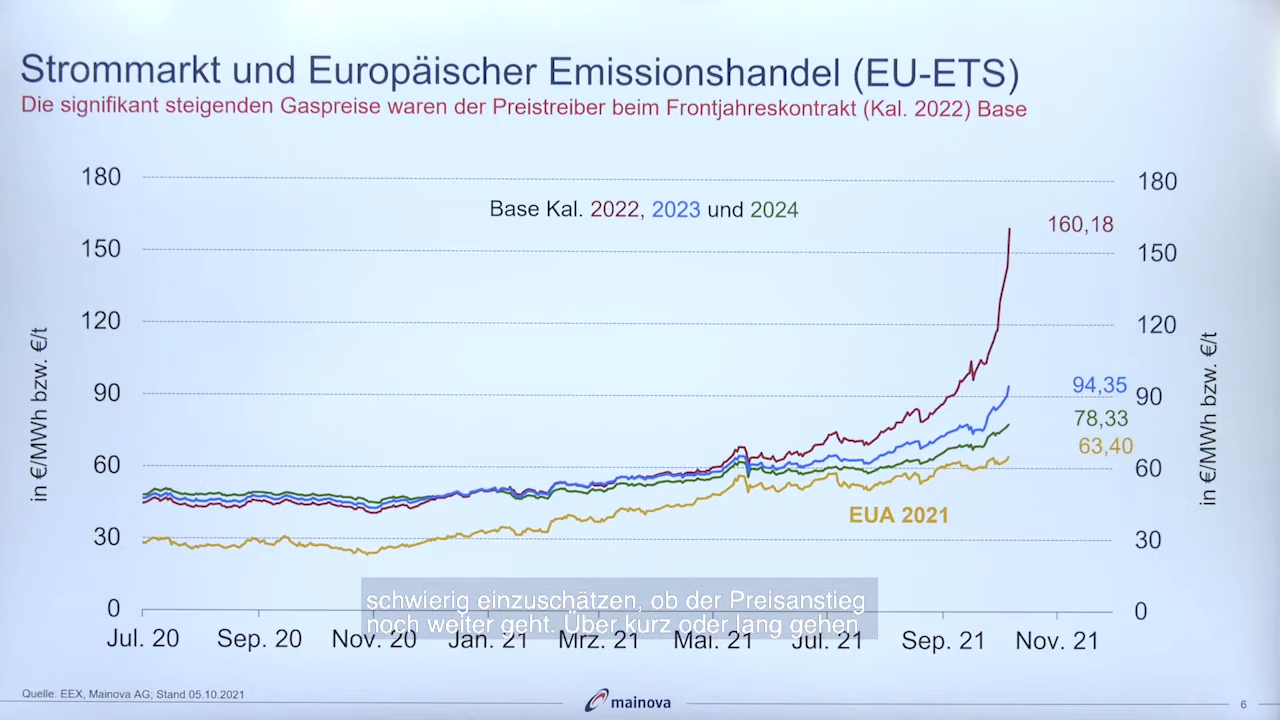 Strommarkt und Europäischer Emissionshandel (EU-ETS)
Die signifikant steigenden Gaspreise waren der Preistreiber beim Frontjahreskontrakt (Kal. 2022) Base
180
180
Base Kal. 2022, 2023 und 2024
160,18
150
150
120
120
in €/MWh bzw. €/t
in €/MWh bzw. €/t
94,35
90
90
78,33
63,40
60
60
EUA 2021
30
30
schwierig einzuschätzen, ob der Preisanstieg
noch weiter geht. Über kurz oder lang gehen
0
0
Jul. 20 Sep. 20 Nov. 20 Jan. 21 Mrz. 21 Mai. 21 Jul. 21 Sep. 21 Nov. 21
Quelle: EEX, Mainova AG, Stand 05.10.2021
mainova
6